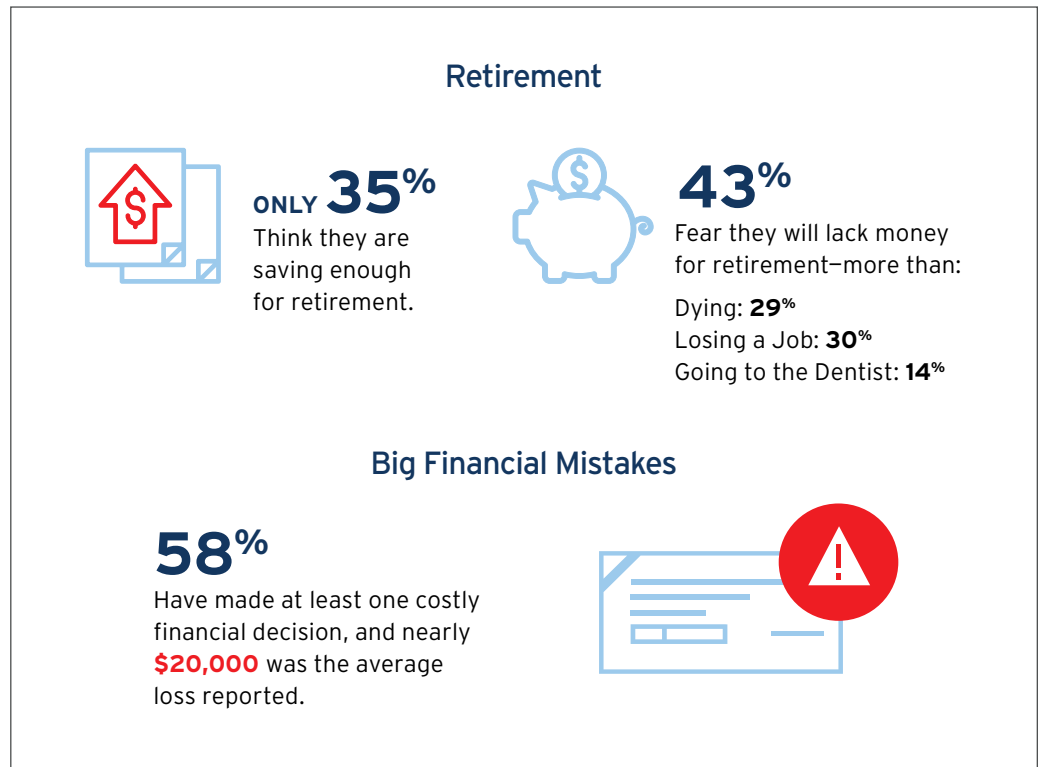 Retirement
$
ONLY 35%
Think they are
saving enough
for retirement.
$
43%
Fear they will lack money
for retirement—more than:
Dying: 29%
Losing a Job: 30%
Going to the Dentist: 14%
Big Financial Mistakes
58%
Have made at least one costly
financial decision, and nearly
$20,000 was the average
loss reported.
!